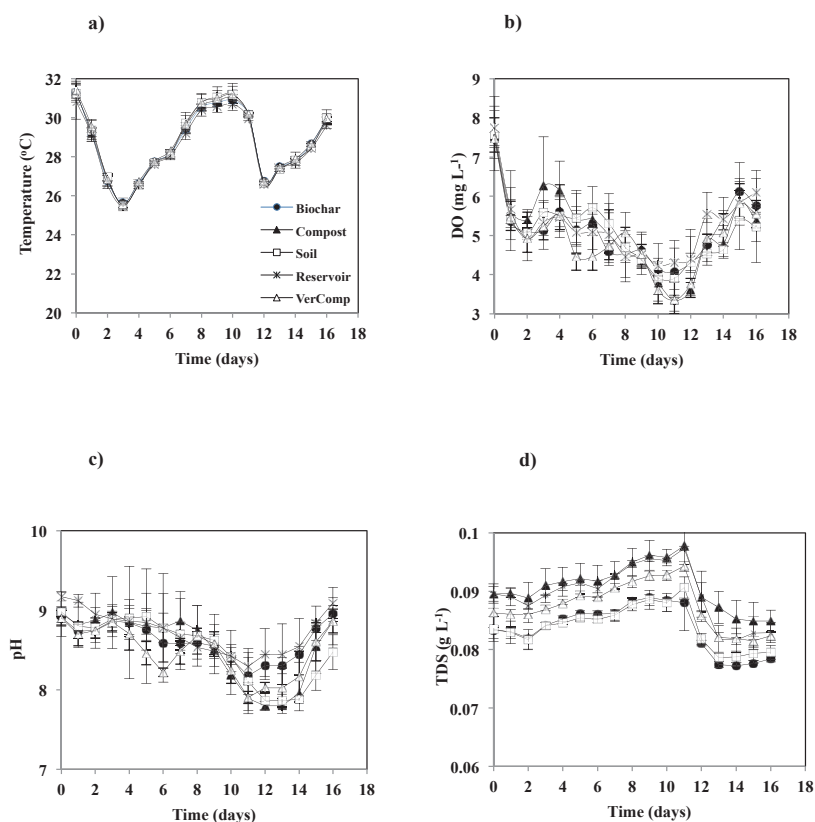 a)
b)
32
30
28
26
24
22
20
Temperature (°C)
Biochar
Compost
Soil
Reservoir
VerComp
0 2 4 6 8 10 12 14 16 18
Time (days)
9
8
7
6
5
4
3
DO (mg L-1)
0 2 4 6 8 10 12 14 16 18
Time (days)
c)
d)
10
9
8
7
pH
0 2 4 6 8 10 12 14 16 18
Time (days)
0.1
0.09
0.08
0.07
0.06
TDS (g L-1)
0 2 4 6 8 10 12 14 16 18
Time (days)